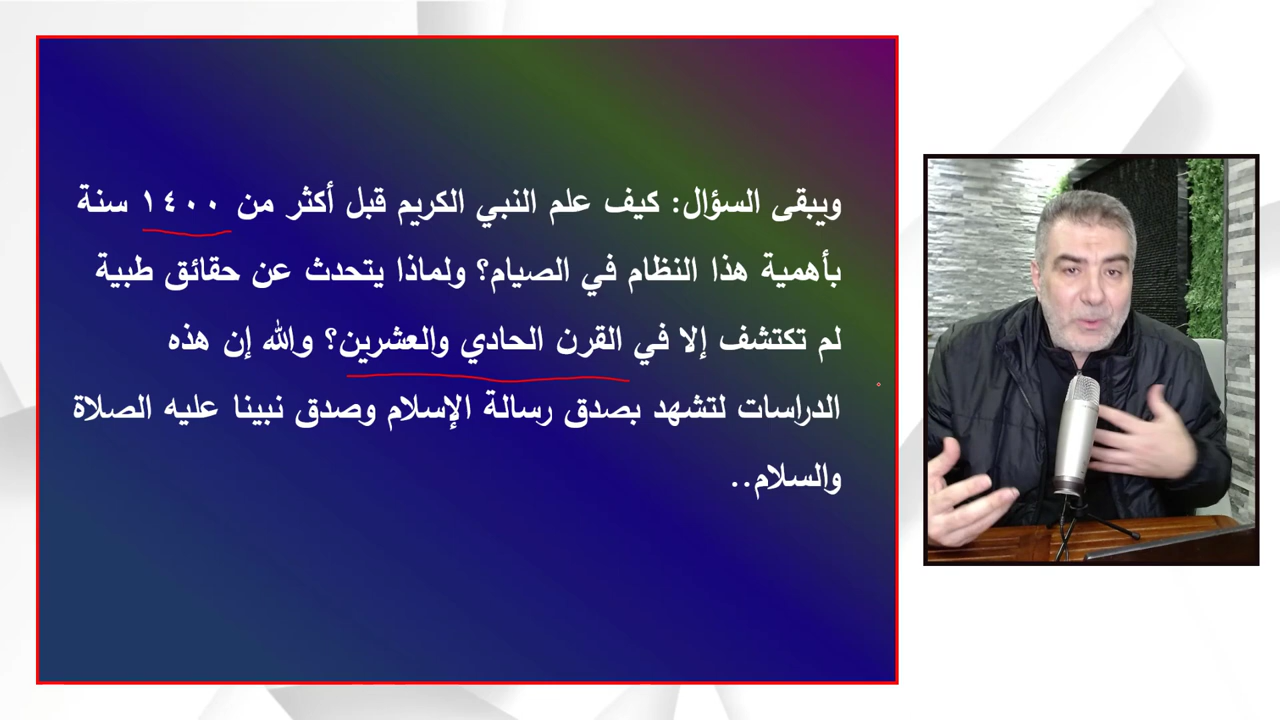 ويبقى السؤال: كيف علم النبي الكريم قبل أكثر من ١٤٠٠ سنة
بأهمية هذا النظام في الصيام؟ ولماذا يتحدث عن حقائق طبية
لم تكتشف إلا في القرن الحادي والعشرين؟ والله إن هذه
الدراسات لتشهد بصدق رسالة الإسلام وصدق نبينا عليه الصلاة
والسلام..